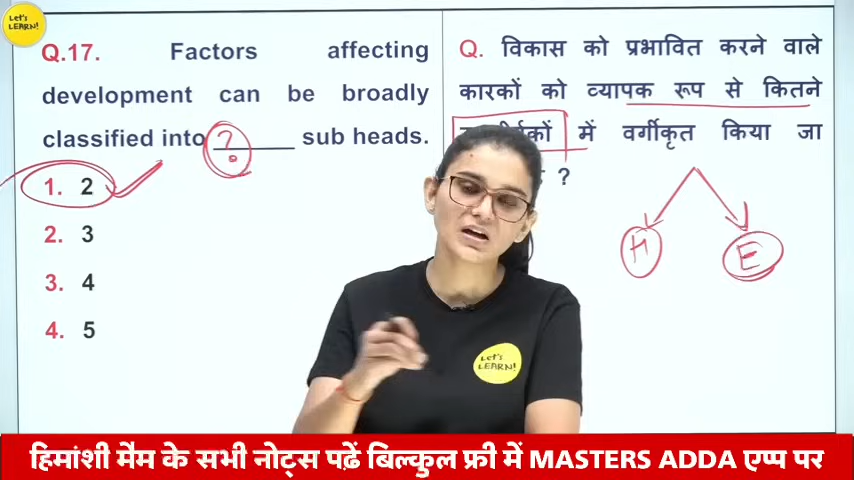 Let's
LEARN!
Q.17. Factors affecting
development can be broadly
classified into ? ______ sub heads.
1. 2
2. 3
3. 4
4. 5
Q. विकास को प्रभावित करने वाले
कारकों को व्यापक रूप से कितने
में वर्गीकृत किया जा
?
H E
Let's
LEARN!
हिमांशी मैम के सभी नोट्स पढ़ें बिल्कुल फ्री में MASTERS ADDA एप्प पर